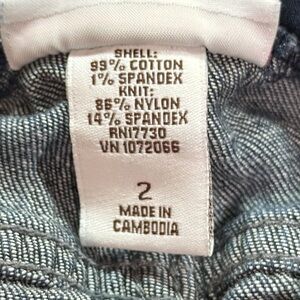 SHELL:
99% COTTON
1% SPANDEX
KNIT:
86% NYLON
14% SPANDEX
RN17730
VN 1072066
2
MADE IN
CAMBODIA